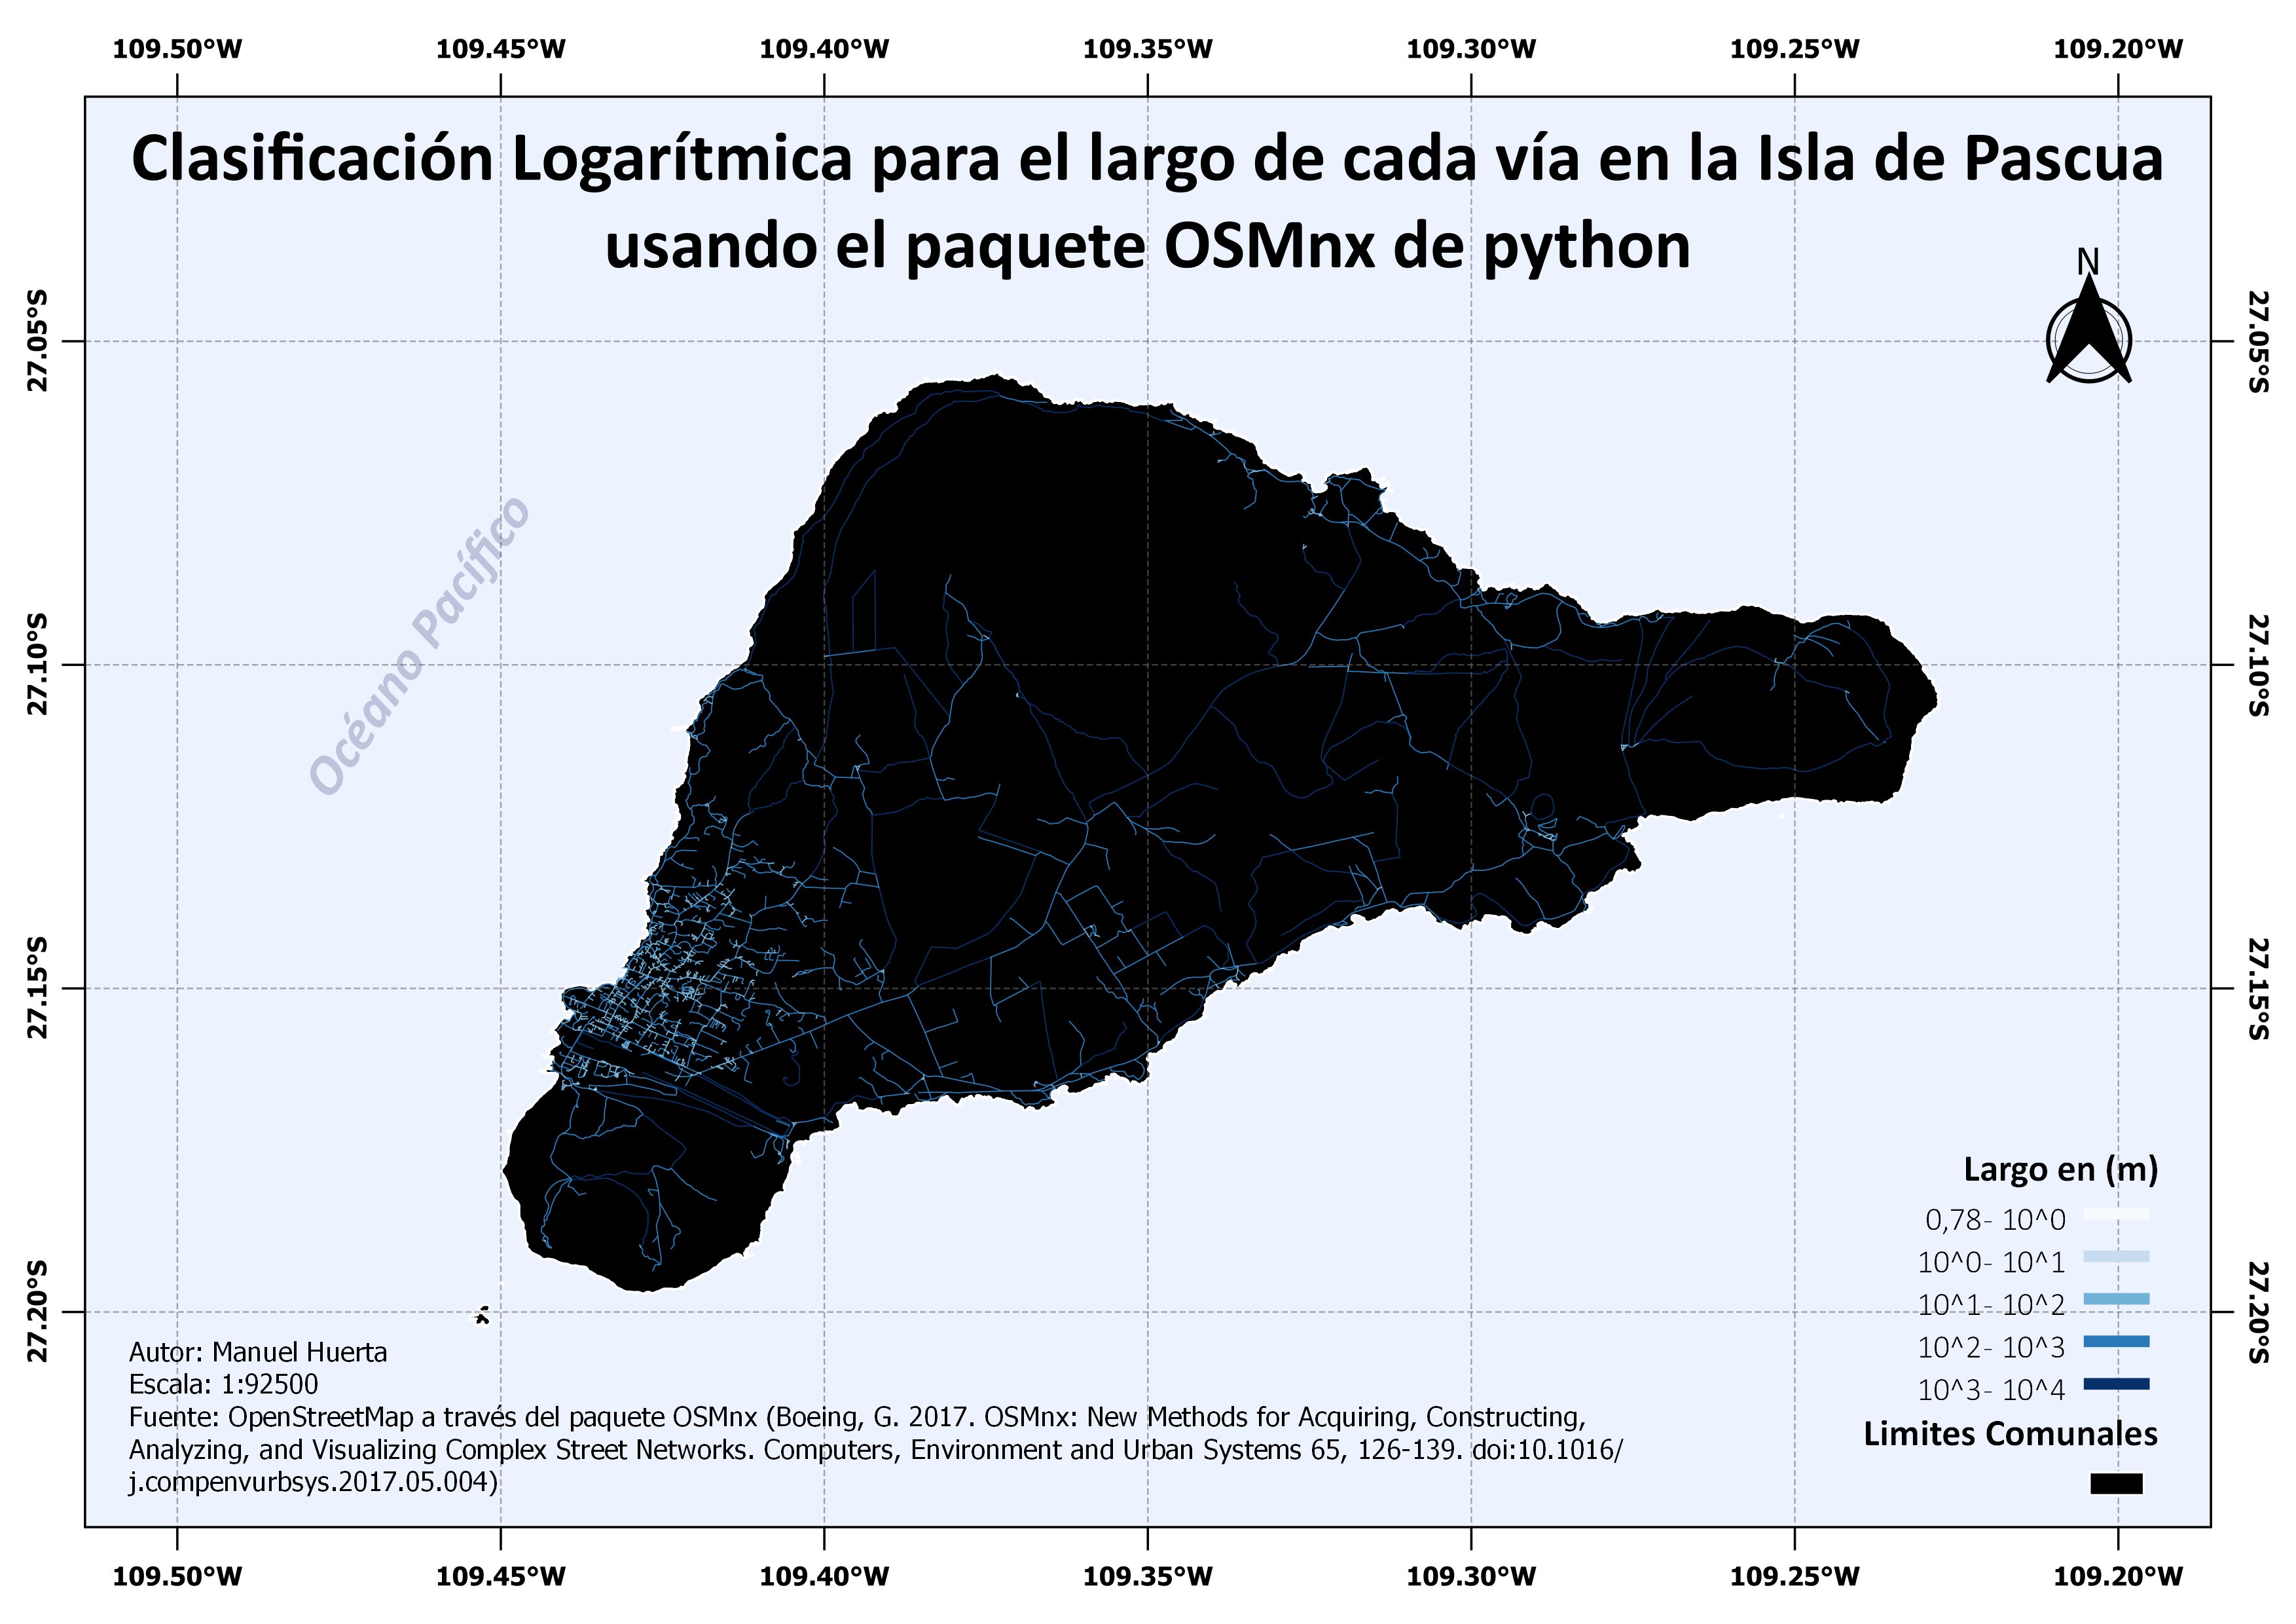 109.50°W 109.45°W 109.40°W 109.35°W 109.30°W 109.25°W 109.20°W
Clasificación Logarítmica para el largo de cada vía en la Isla de Pascua
usando el paquete OSMnx de python
N
27.05°S 27.05°S
Océano Pacífico
27.10°S 27.10°S
27.15°S 27.15°S
27.20°S 27.20°S
Largo en (m)
0,78- 10^0
10^0- 10^1
10^1- 10^2
10^2- 10^3
10^3- 10^4
Limites Comunales
Autor: Manuel Huerta
Escala: 1:92500
Fuente: OpenStreetMap a través del paquete OSMnx (Boeing, G. 2017. OSMnx: New Methods for Acquiring, Constructing,
Analyzing, and Visualizing Complex Street Networks. Computers, Environment and Urban Systems 65, 126-139. doi:10.1016/
j.compenvurbsys.2017.05.004)
109.50°W 109.45°W 109.40°W 109.35°W 109.30°W 109.25°W 109.20°W